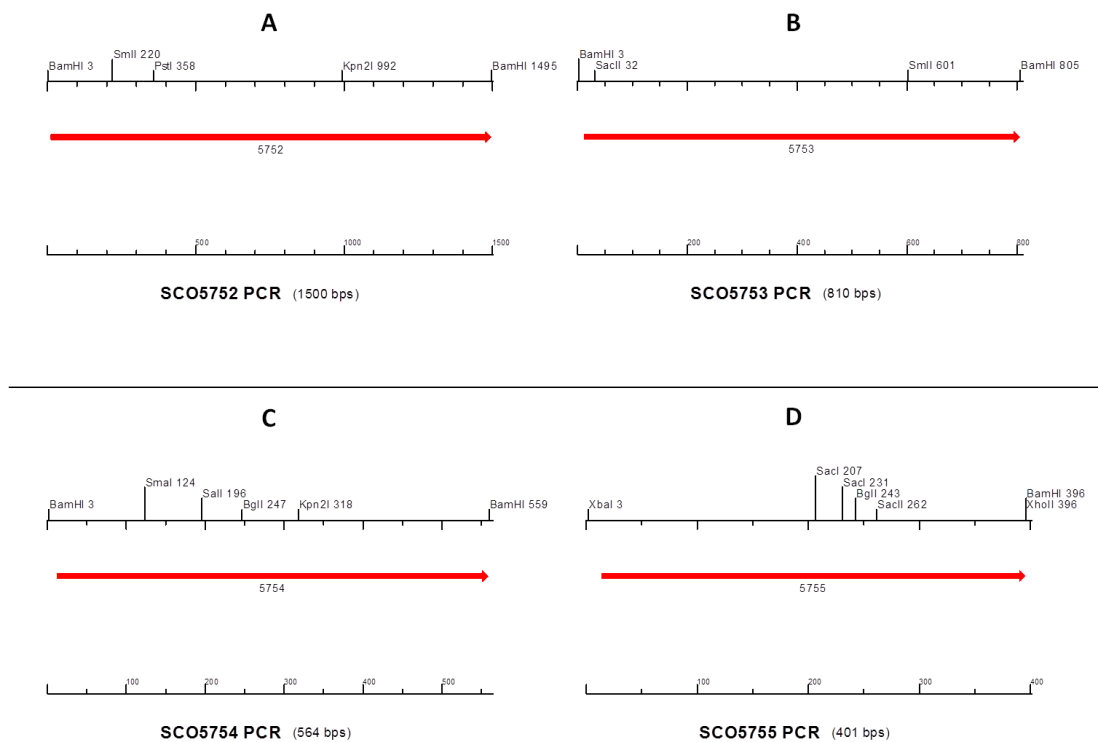 A
SmlI 220
BamHI 3 PstI 358 Kpn2I 992 BamHI 1495
5752
500 1000 1500
SCO5752 PCR (1500 bps)
B
BamHI 3
SacII 32 SmlI 601 BamHI 805
5753
200 400 600 800
SCO5753 PCR (810 bps)
C
SmaI 124
SalI 196
BamHI 3 BglI 247 Kpn2I 318 BamHI 559
5754
100 200 300 400 500
SCO5754 PCR (564 bps)
D
SacI 207
SacI 231
BglI 243 BamHI 396
XbaI 3 SacII 262 XhoII 396
5755
100 200 300 400
SCO5755 PCR (401 bps)